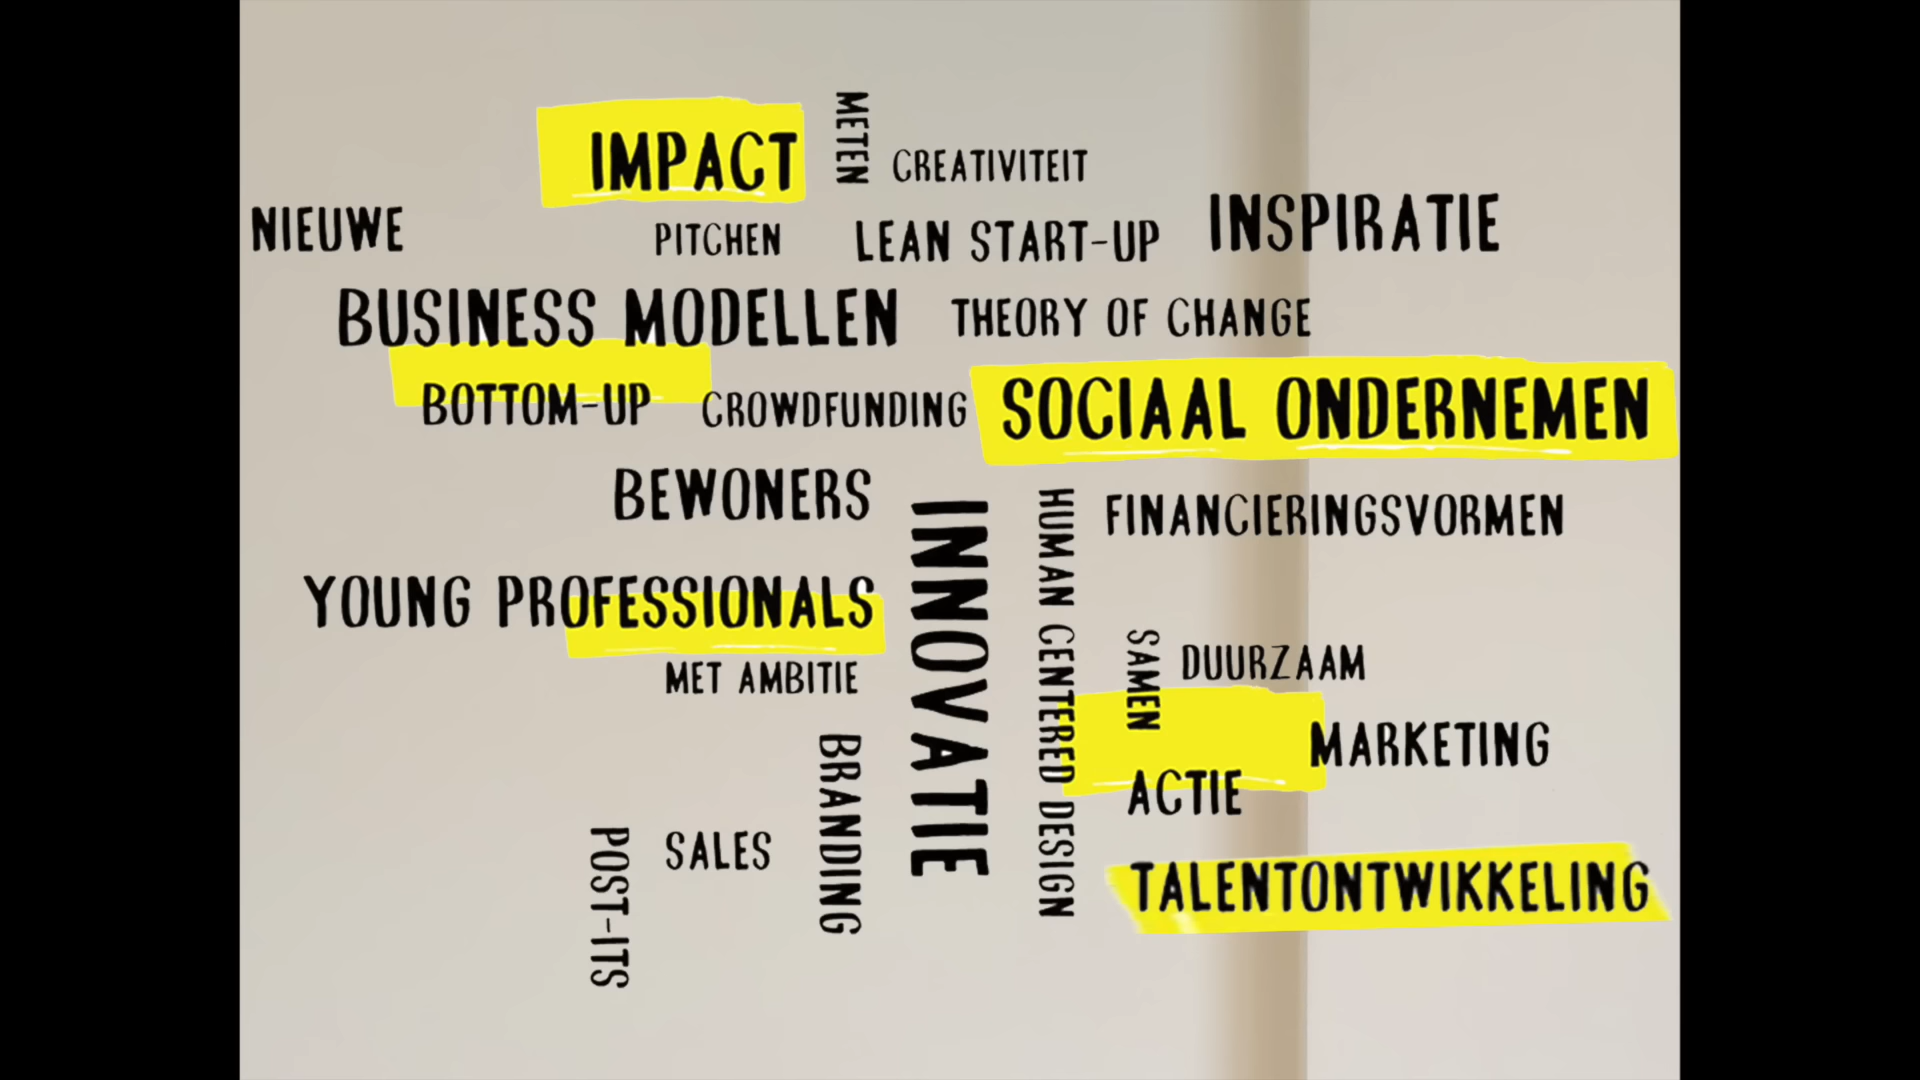 METEN
IMPACT
CREATIVITEIT
NIEUWE
PITCHEN
LEAN START-UP
INSPIRATIE
BUSINESS MODELLEN
THEORY OF CHANGE
BOTTOM-UP
CROWDFUNDING
SOCIAAL ONDERNEMEN
BEWONERS
INNOVATIE
HUMAN CENTERED DESIGN
FINANCIERINGSVORMEN
YOUNG PROFESSIONALS
MET AMBITIE
SAMEN
DUURZAAM
MARKETING
ACTIE
BRANDING
SALES
POST-ITS
TALENTONTWIKKELING